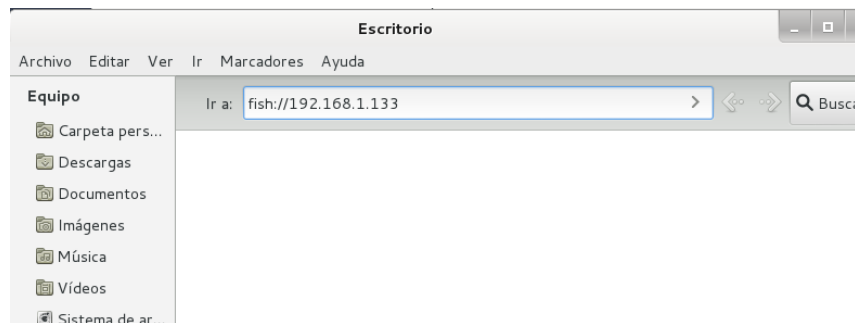 Escritorio
Archivo Editar Ver Ir Marcadores Ayuda
Equipo
Ir a: fish://192.168.1.133
Busca
Carpeta pers...
Descargas
Documentos
Imágenes
Música
Vídeos
Sistema de ar...